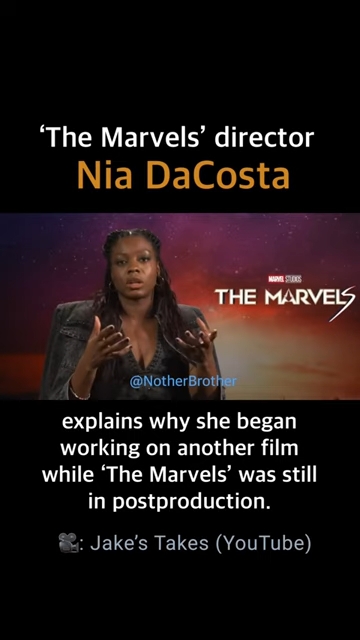 ‘The Marvels’ director
Nia DaCosta
MARVEL STUDIOS
THE MARVELS
@NotherBrother
explains why she began
working on another film
while ‘The Marvels’ was still
in postproduction.
🎥: Jake’s Takes (YouTube)